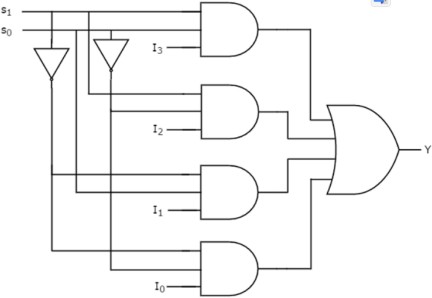 s₁
s₀
I₃
I₂
I₁
I₀
Y